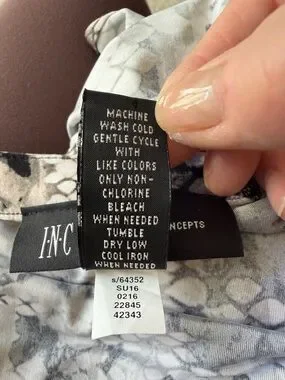 MACHINE
WASH COLD
GENTLE CYCLE
WITH
LIKE COLORS
ONLY NON-
CHLORINE
BLEACH
WHEN NEEDED
TUMBLE
DRY LOW
COOL IRON
WHEN NEEDED
I·N·C
NCEPTS
s/64352
SU16
0216
22845
42343